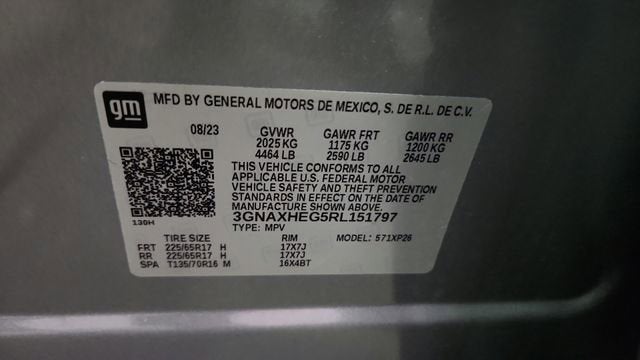 gm MFD BY GENERAL MOTORS DE MEXICO, S. DE R.L. DE C.V.
08/23 GVWR GAWR FRT GAWR RR
2025 KG 1175 KG 1200 KG
4464 LB 2590 LB 2645 LB
THIS VEHICLE CONFORMS TO ALL
APPLICABLE U.S. FEDERAL MOTOR
VEHICLE SAFETY AND THEFT PREVENTION
STANDARDS IN EFFECT ON THE DATE OF
MANUFACTURE SHOWN ABOVE.
139H 3GNAXHEG5RL151797
TYPE: MPV
TIRE SIZE RIM MODEL: 571XP26
FRT 225/65R17 H 17X7J
RR 225/65R17 H 17X7J
SPA T135/70R16 M 16X4BT